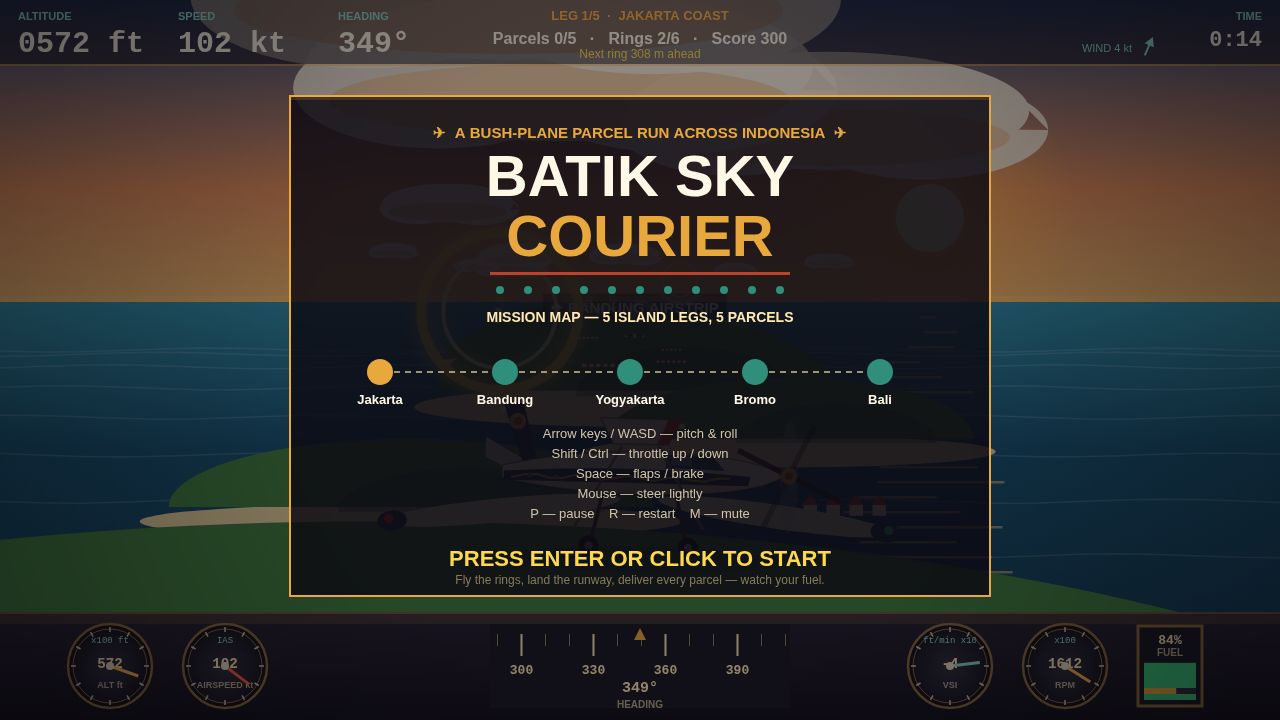 ALTITUDE SPEED HEADING LEG 1/5 · JAKARTA COAST TIME
0572 ft 102 kt 349° Parcels 0/5 · Rings 2/6 · Score 300 WIND 4 kt 0:14
Next ring 308 m ahead
✈ A BUSH-PLANE PARCEL RUN ACROSS INDONESIA ✈
BATIK SKY
COURIER
BANDUNG AIRSTRIP
MISSION MAP — 5 ISLAND LEGS, 5 PARCELS
Jakarta Bandung Yogyakarta Bromo Bali
Arrow keys / WASD — pitch & roll
Shift / Ctrl — throttle up / down
Space — flaps / brake
Mouse — steer lightly
P — pause R — restart M — mute
PRESS ENTER OR CLICK TO START
Fly the rings, land the runway, deliver every parcel — watch your fuel.
x100 ft IAS ft/min x10 x100 84%
572 102 300 330 360 390 -4 1612 FUEL
ALT ft AIRSPEED kt 349° VSI RPM
HEADING